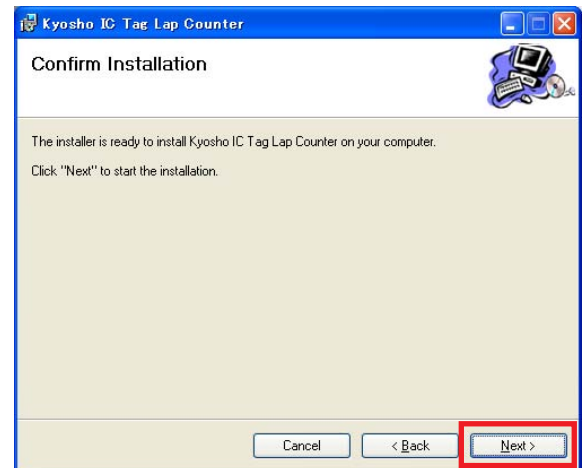 Kyosho IC Tag Lap Counter
Confirm Installation
The installer is ready to install Kyosho IC Tag Lap Counter on your computer.
Click "Next" to start the installation.
Cancel
< Back
Next >